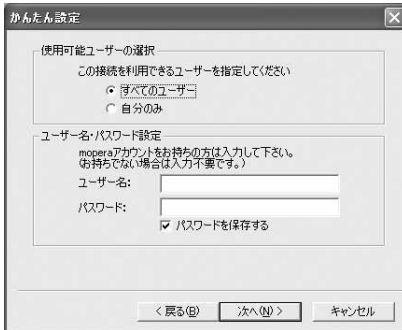 かんたん設定
使用可能ユーザーの選択
この接続を利用できるユーザーを指定してください
すべてのユーザー
自分のみ
ユーザー名・パスワード設定
moperaアカウントをお持ちの方は入力して下さい。
(お持ちでない場合は入力不要です。)
ユーザー名:
パスワード:
パスワードを保存する
< 戻る(B)
次へ(N) >
キャンセル